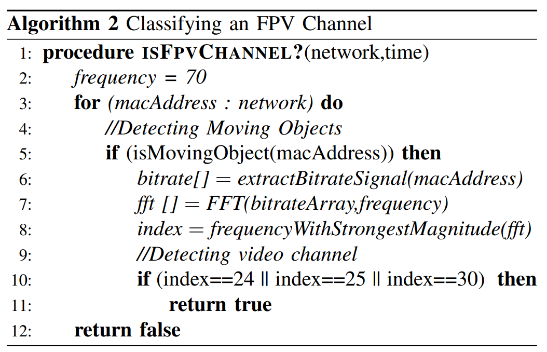 Algorithm 2 Classifying an FPV Channel
1: procedure ISFPVCHANNEL?(network,time)
2: frequency = 70
3: for (macAddress : network) do
4: //Detecting Moving Objects
5: if (isMovingObject(macAddress)) then
6: bitrate[] = extractBitrateSignal(macAddress)
7: fft [] = FFT(bitrateArray,frequency)
8: index = frequencyWithStrongestMagnitude(fft)
9: //Detecting video channel
10: if (index==24 || index==25 || index==30) then
11: return true
12: return false